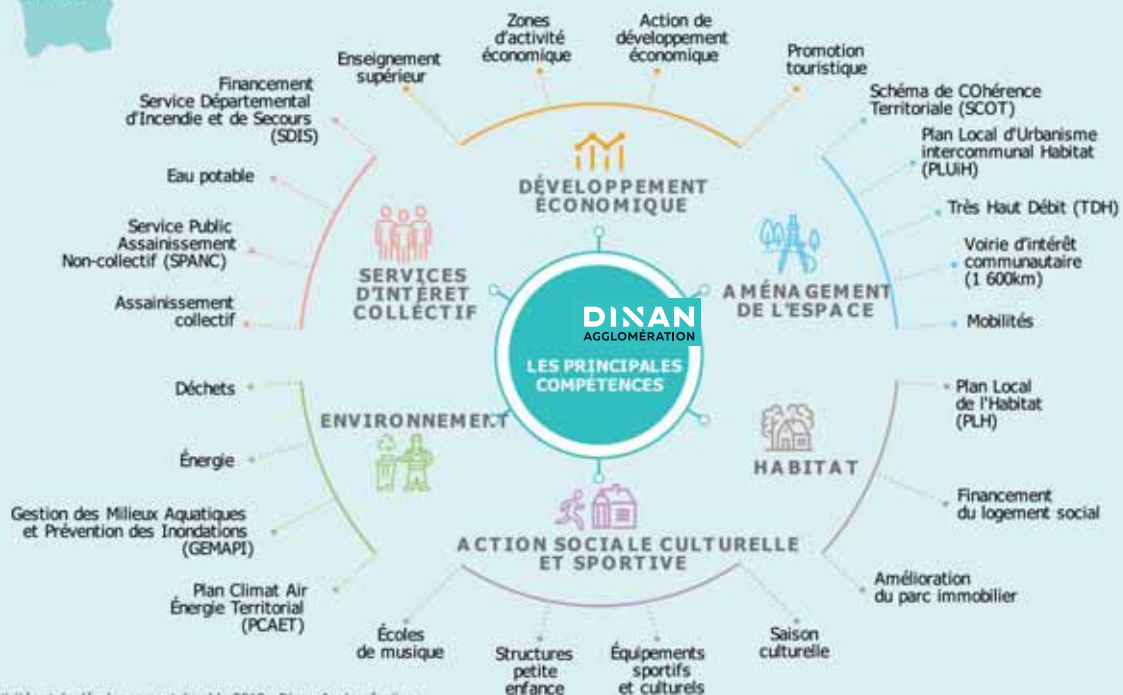 Zones
d'activité
économique
Action de
développement
économique
Enseignement
supérieur
Promotion
touristique
Financement
Service Départemental
d'Incendie et de Secours
(SDIS)
Schéma de COhérence
Territoriale (SCOT)
Plan Local d'Urbanisme
intercommunal Habitat
(PLUiH)
Eau potable
Très Haut Débit (TDH)
Service Public
Assainissement
Non-collectif (SPANC)
Voirie d'intérêt
communautaire
(1 600km)
Assainissement
collectif
Mobilités
DÉVELOPPEMENT
ÉCONOMIQUE
SERVICES
D'INTÉRET
COLLÉCTIF
AMÉNAGEMENT
DE L'ESPACE
DINAN
AGGLOMÉRATION
LES PRINCIPALES
COMPÉTENCES
Déchets
ENVIRONNEMENT
Plan Local
de l'Habitat
(PLH)
Énergie
HABITAT
Gestion des Milieux Aquatiques
et Prévention des Inondations
(GEMAPI)
Financement
du logement social
ACTION SOCIALE CULTURELLE
ET SPORTIVE
Plan Climat Air
Énergie Territorial
(PCAET)
Amélioration
du parc immobilier
Écoles
de musique
Structures
petite
enfance
Équipements
sportifs
et culturels
Saison
culturelle